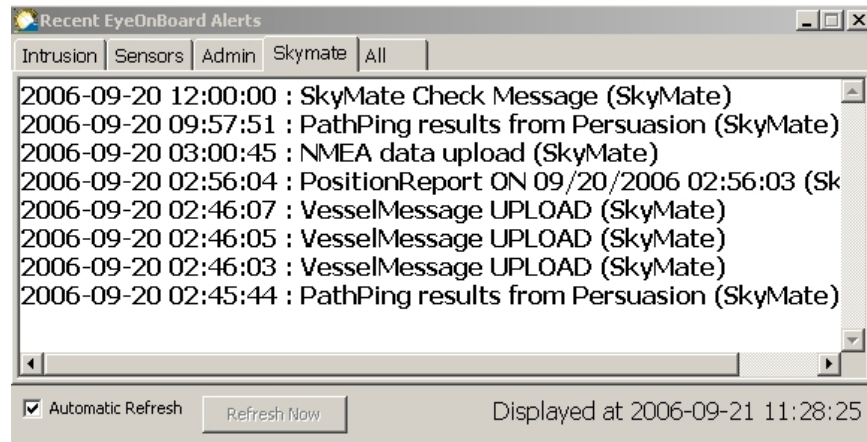 Recent EyeOnBoard Alerts
Intrusion Sensors Admin Skymate All
2006-09-20 12:00:00 : SkyMate Check Message (SkyMate)
2006-09-20 09:57:51 : PathPing results from Persuasion (SkyMate)
2006-09-20 03:00:45 : NMEA data upload (SkyMate)
2006-09-20 02:56:04 : PositionReport ON 09/20/2006 02:56:03 (Sk
2006-09-20 02:46:07 : VesselMessage UPLOAD (SkyMate)
2006-09-20 02:46:05 : VesselMessage UPLOAD (SkyMate)
2006-09-20 02:46:03 : VesselMessage UPLOAD (SkyMate)
2006-09-20 02:45:44 : PathPing results from Persuasion (SkyMate)
Automatic Refresh Refresh Now Displayed at 2006-09-21 11:28:25